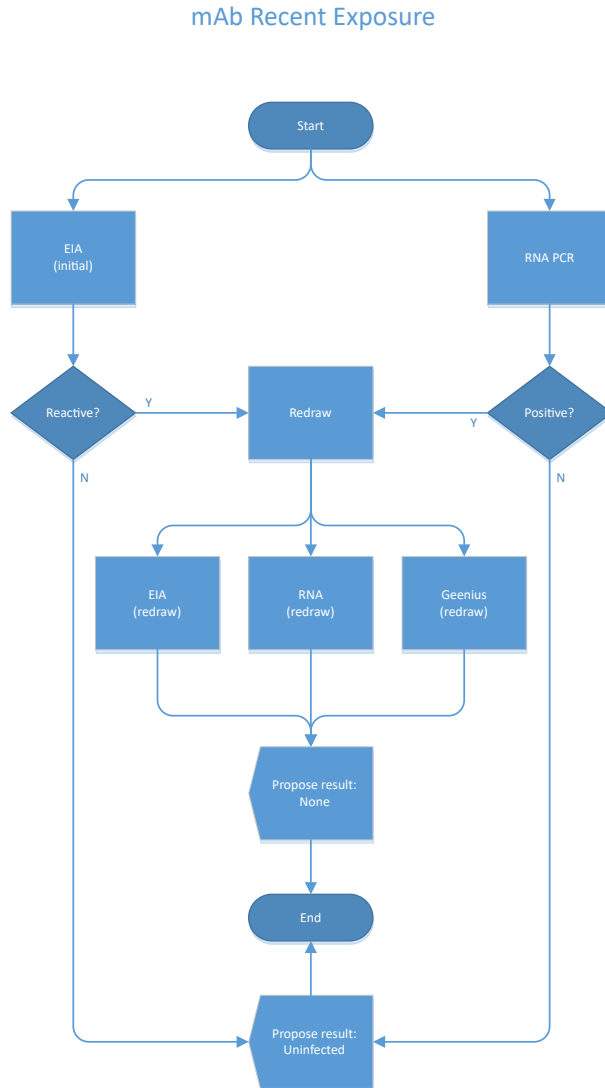 mAb Recent Exposure
Start
EIA
(initial)
RNA PCR
Reactive?
Y
Redraw
Y
Positive?
N
N
EIA
(redraw)
RNA
(redraw)
Geenius
(redraw)
Propose result:
None
End
Propose result:
Uninfected